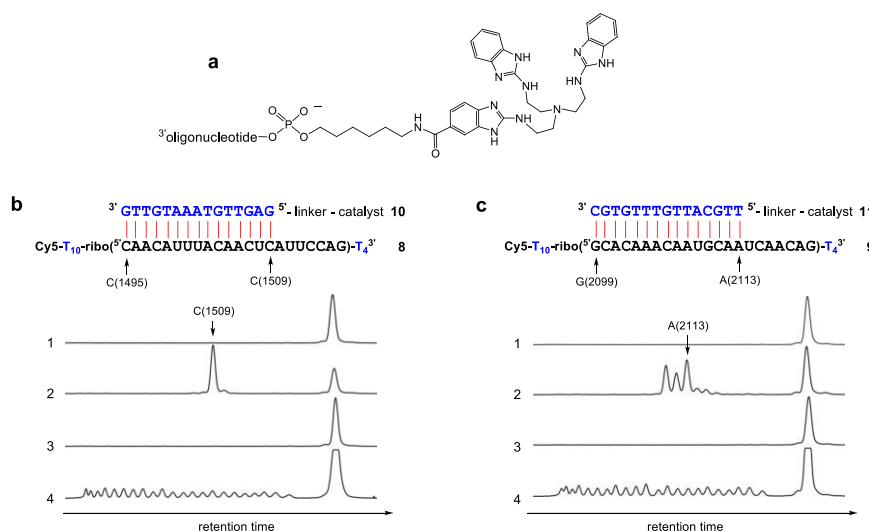 a
N
NH
N
NH
N
N
H
NH
HN
O
O
P
O
O
−
3'oligonucleotide
H
N
O
N
N
H
NH
N
b
3' GTTGTAAATGTTGAG 5'- linker - catalyst 10
Cy5-T10-ribo(5'CAACAUUUACAACUCAUUCCAG)-T4 3' 8
C(1495)
C(1509)
C(1509)
1
2
3
4
retention time
c
3' CGTGTTTGTTACGTT 5'- linker - catalyst 11
Cy5-T10-ribo(5'GCACAAACAAUGCAAUCAACAG)-T4 3' 9
G(2099)
A(2113)
A(2113)
1
2
3
4
retention time